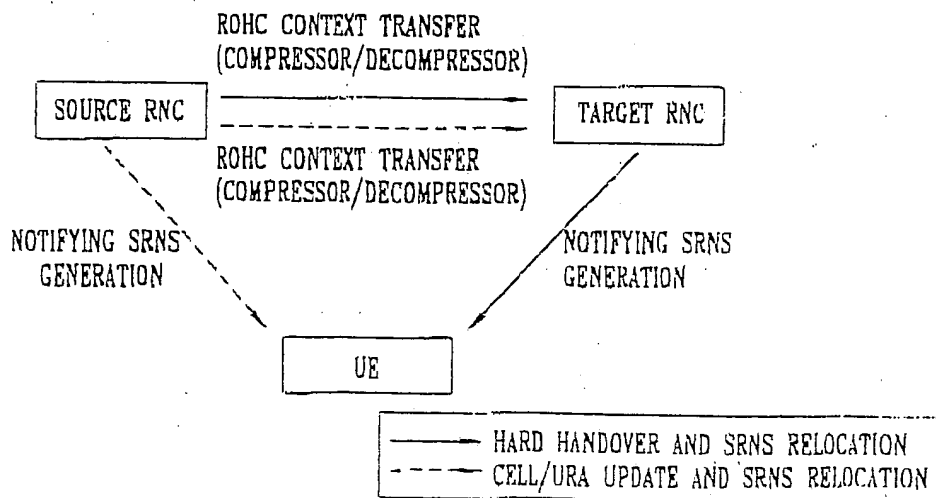 ROHC CONTEXT TRANSFER
(COMPRESSOR/DECOMPRESSOR)
SOURCE RNC
TARGET RNC
ROHC CONTEXT TRANSFER
(COMPRESSOR/DECOMPRESSOR)
NOTIFYING SRNS
GENERATION
NOTIFYING SRNS
GENERATION
UE
HARD HANDOVER AND SRNS RELOCATION
CELL/URA UPDATE AND SRNS RELOCATION